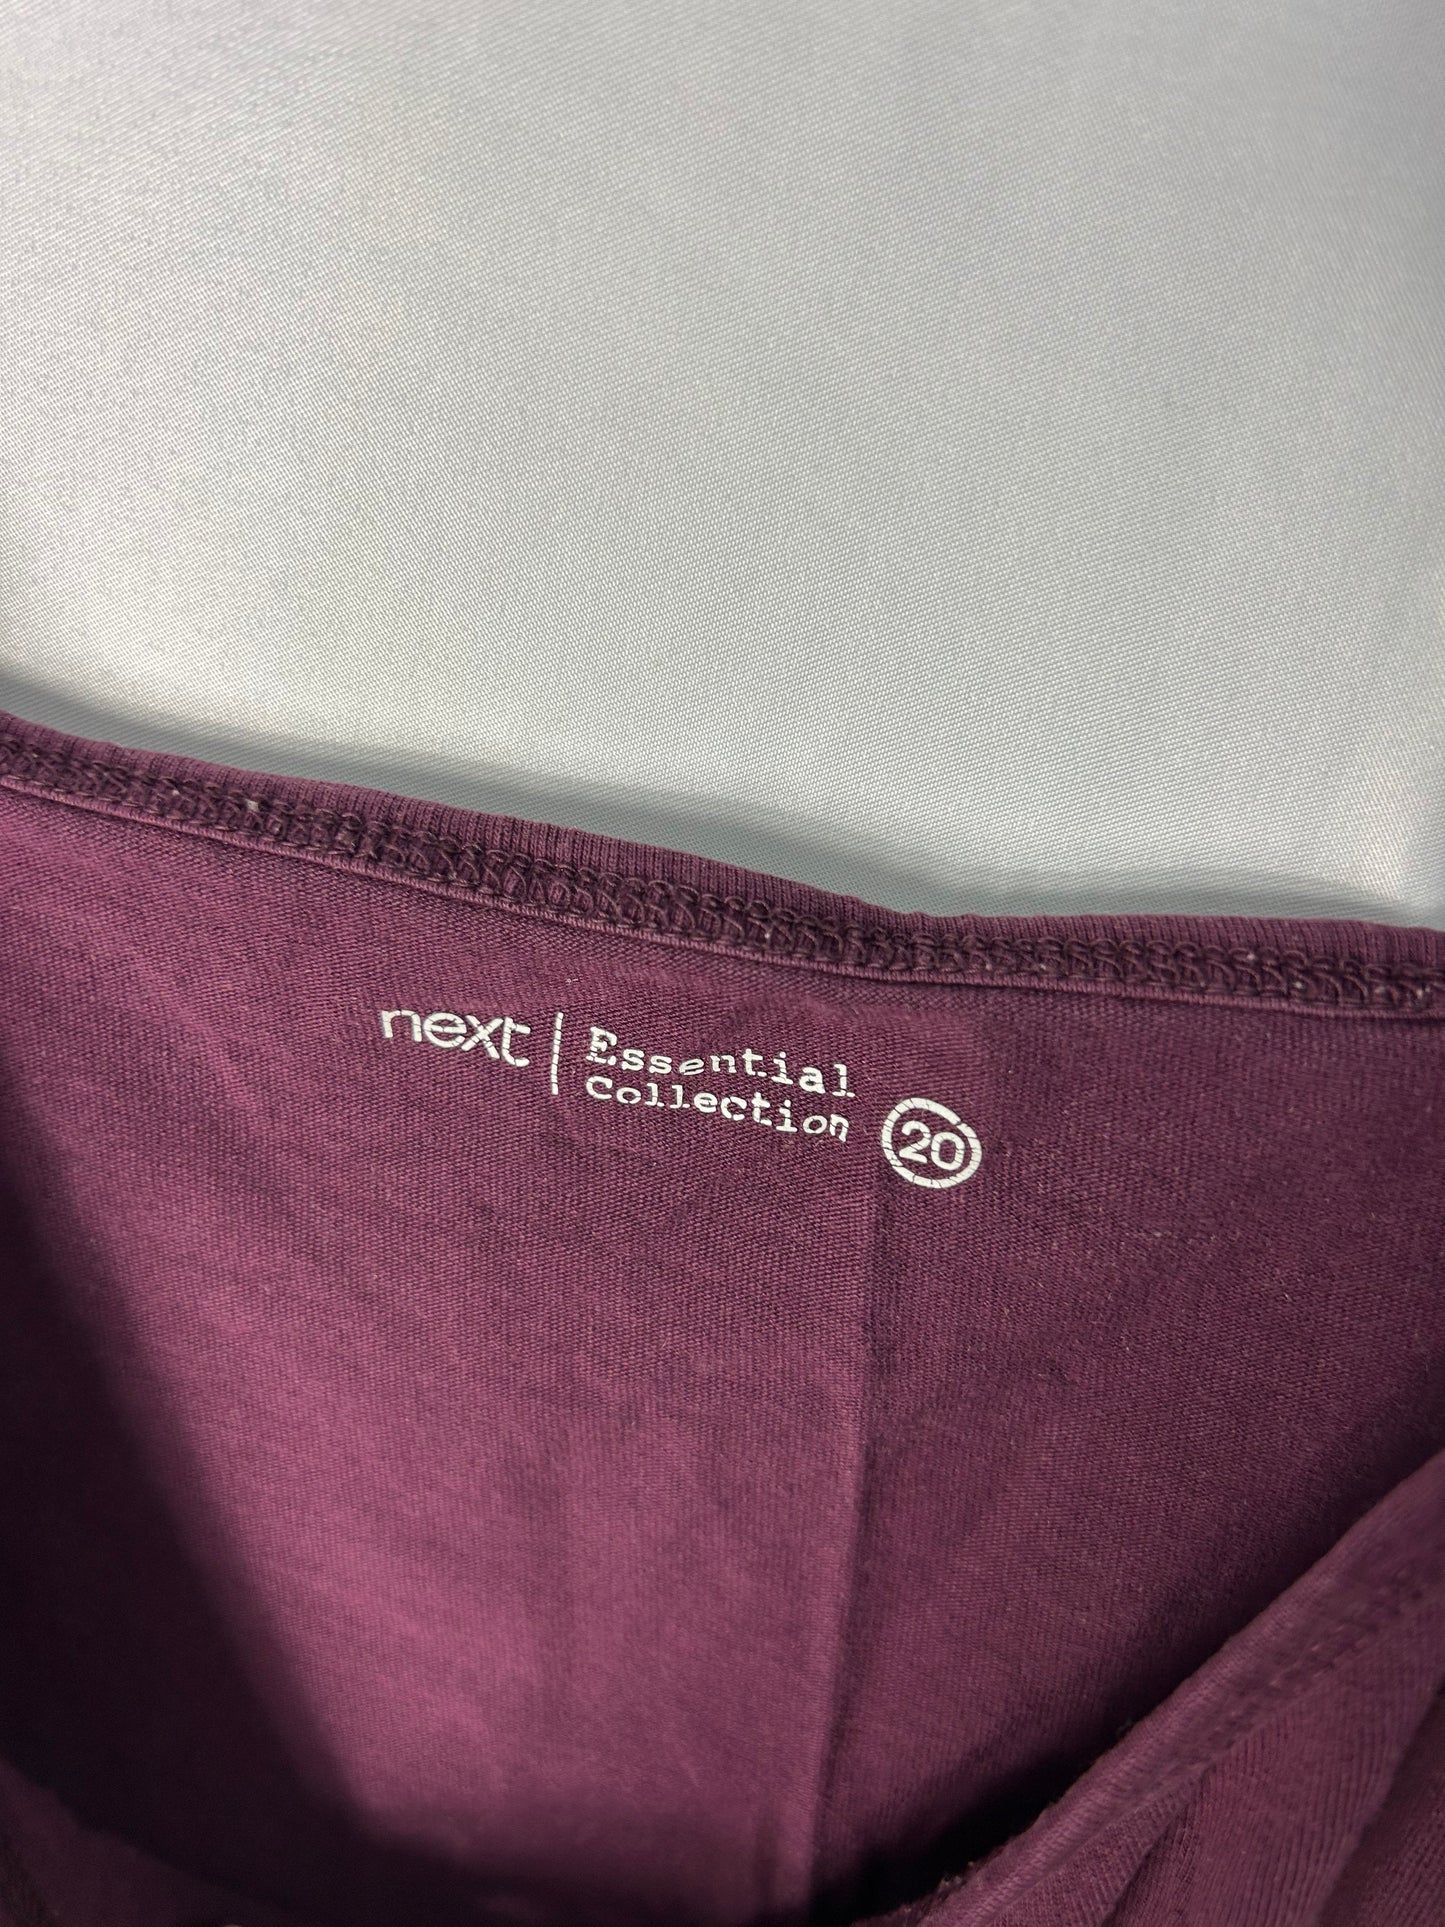 next | Essential
Collection
20